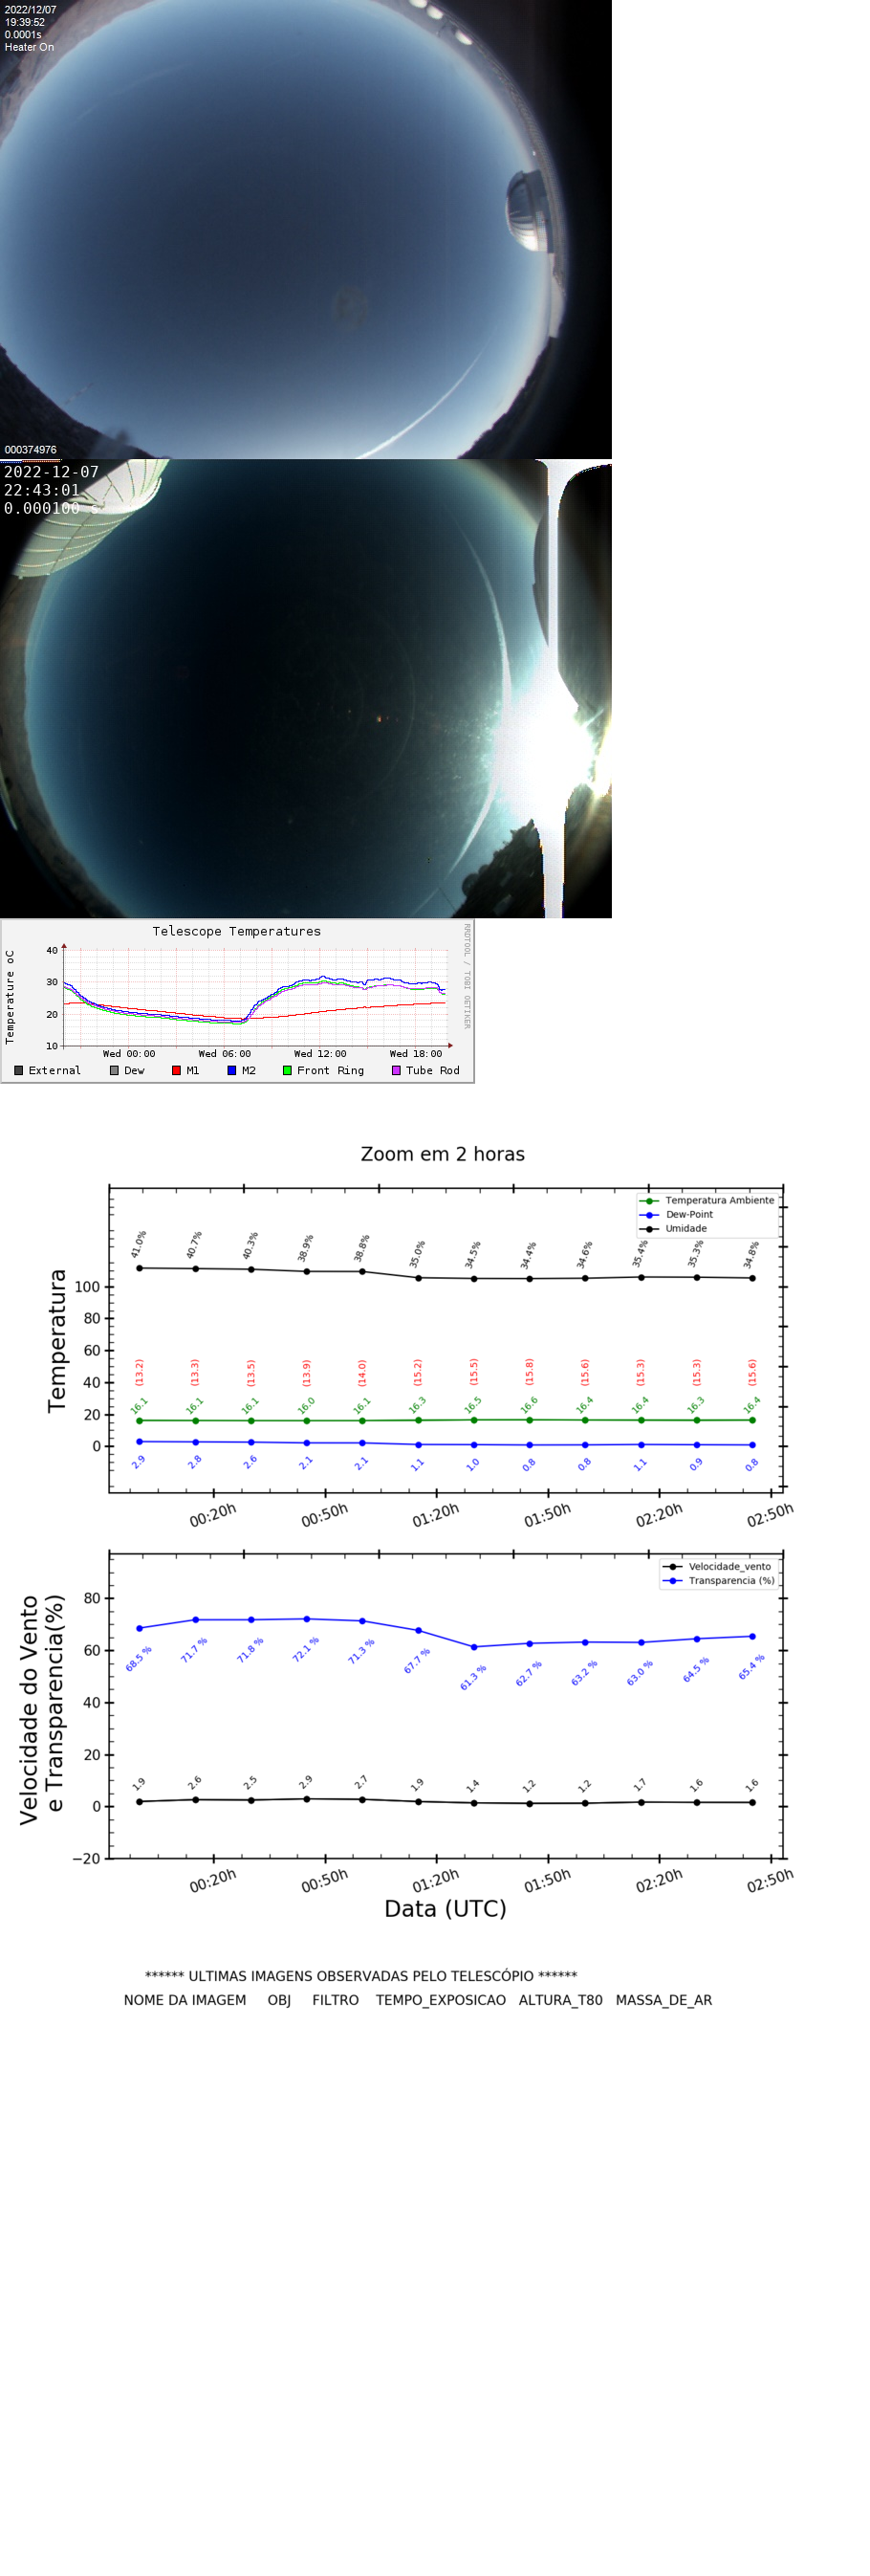 2022/12/07
19:39:52
0.0001s
Heater On
000374976
2022-12-07
22:43:01
0.000100 s
Telescope Temperatures
RRDTOOL / TOBI OETIKER
Temperature oC
40
30
20
10
Wed 00:00 Wed 06:00 Wed 12:00 Wed 18:00
External Dew M1 M2 Front Ring Tube Rod
Zoom em 2 horas
Temperatura Ambiente
Dew-Point
Umidade
41.0% 40.7% 40.3% 38.9% 38.8% 35.0% 34.5% 34.4% 34.6% 35.4% 35.3% 34.8%
Temperatura
100
80
60
40
20
0
(13.2) (13.3) (13.5) (13.9) (14.0) (15.2) (15.5) (15.8) (15.6) (15.3) (15.3) (15.6)
16.1 16.1 16.1 16.0 16.1 16.3 16.5 16.6 16.4 16.4 16.3 16.4
2.9 2.8 2.6 2.1 2.1 1.1 1.0 0.8 0.8 1.1 0.9 0.8
00:20h 00:50h 01:20h 01:50h 02:20h 02:50h
Velocidade_vento
Transparencia (%)
Velocidade do Vento
e Transparencia(%)
80
60
40
20
0
−20
68.5 % 71.7 % 71.8 % 72.1 % 71.3 % 67.7 % 61.3 % 62.7 % 63.2 % 63.0 % 64.5 % 65.4 %
1.9 2.6 2.5 2.9 2.7 1.9 1.4 1.2 1.2 1.7 1.6 1.6
00:20h 00:50h 01:20h 01:50h 02:20h 02:50h
Data (UTC)
****** ULTIMAS IMAGENS OBSERVADAS PELO TELESCÓPIO ******
NOME DA IMAGEM OBJ FILTRO TEMPO_EXPOSICAO ALTURA_T80 MASSA_DE_AR